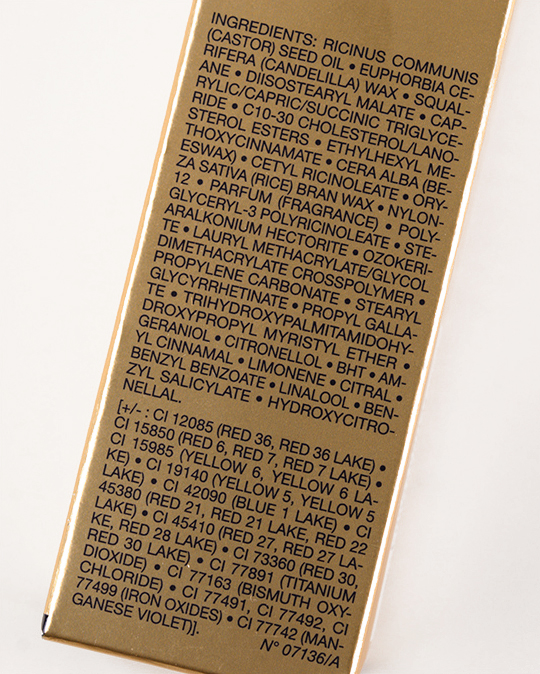 INGREDIENTS: RICINUS COMMUNIS
(CASTOR) SEED OIL • EUPHORBIA CE-
RIFERA (CANDELILLA) WAX • SQUAL-
ANE • DIISOSTEARYL MALATE • CAP-
RYLIC/CAPRIC/SUCCINIC TRIGLYCE-
RIDE • C10-30 CHOLESTEROL/LANO-
STEROL ESTERS • ETHYLHEXYL ME-
THOXYCINNAMATE • CERA ALBA (BE-
ESWAX) • CETYL RICINOLEATE • ORY-
ZA SATIVA (RICE) BRAN WAX • NYLON-
12 • PARFUM (FRAGRANCE) • POLY-
GLYCERYL-3 POLYRICINOLEATE • STE-
ARALKONIUM HECTORITE • OZOKERI-
TE • LAURYL METHACRYLATE/GLYCOL
DIMETHACRYLATE CROSSPOLYMER •
PROPYLENE CARBONATE • STEARYL
GLYCYRRHETINATE • PROPYL GALLA-
TE • TRIHYDROXYPALMITAMIDOHY-
DROXYPROPYL MYRISTYL ETHER •
GERANIOL • CITRONELLOL • BHT • AM-
YL CINNAMAL • LIMONENE • CITRAL •
BENZYL BENZOATE • LINALOOL • BEN-
ZYL SALICYLATE • HYDROXYCITRO-
NELLAL.
[+/- : CI 12085 (RED 36, RED 36 LAKE) •
CI 15850 (RED 6, RED 7, RED 7 LAKE) •
CI 15985 (YELLOW 6, YELLOW 6 LA-
KE) • CI 19140 (YELLOW 5, YELLOW 5
LAKE) • CI 42090 (BLUE 1 LAKE) • CI
45380 (RED 21, RED 21 LAKE, RED 22
LAKE) • CI 45410 (RED 27, RED 27 LA-
KE, RED 28 LAKE) • CI 73360 (RED 30,
RED 30 LAKE) • CI 77891 (TITANIUM
DIOXIDE) • CI 77163 (BISMUTH OXY-
CHLORIDE) • CI 77491, CI 77492, CI
77499 (IRON OXIDES) • CI 77742 (MAN-
GANESE VIOLET)].
N° 07136/A